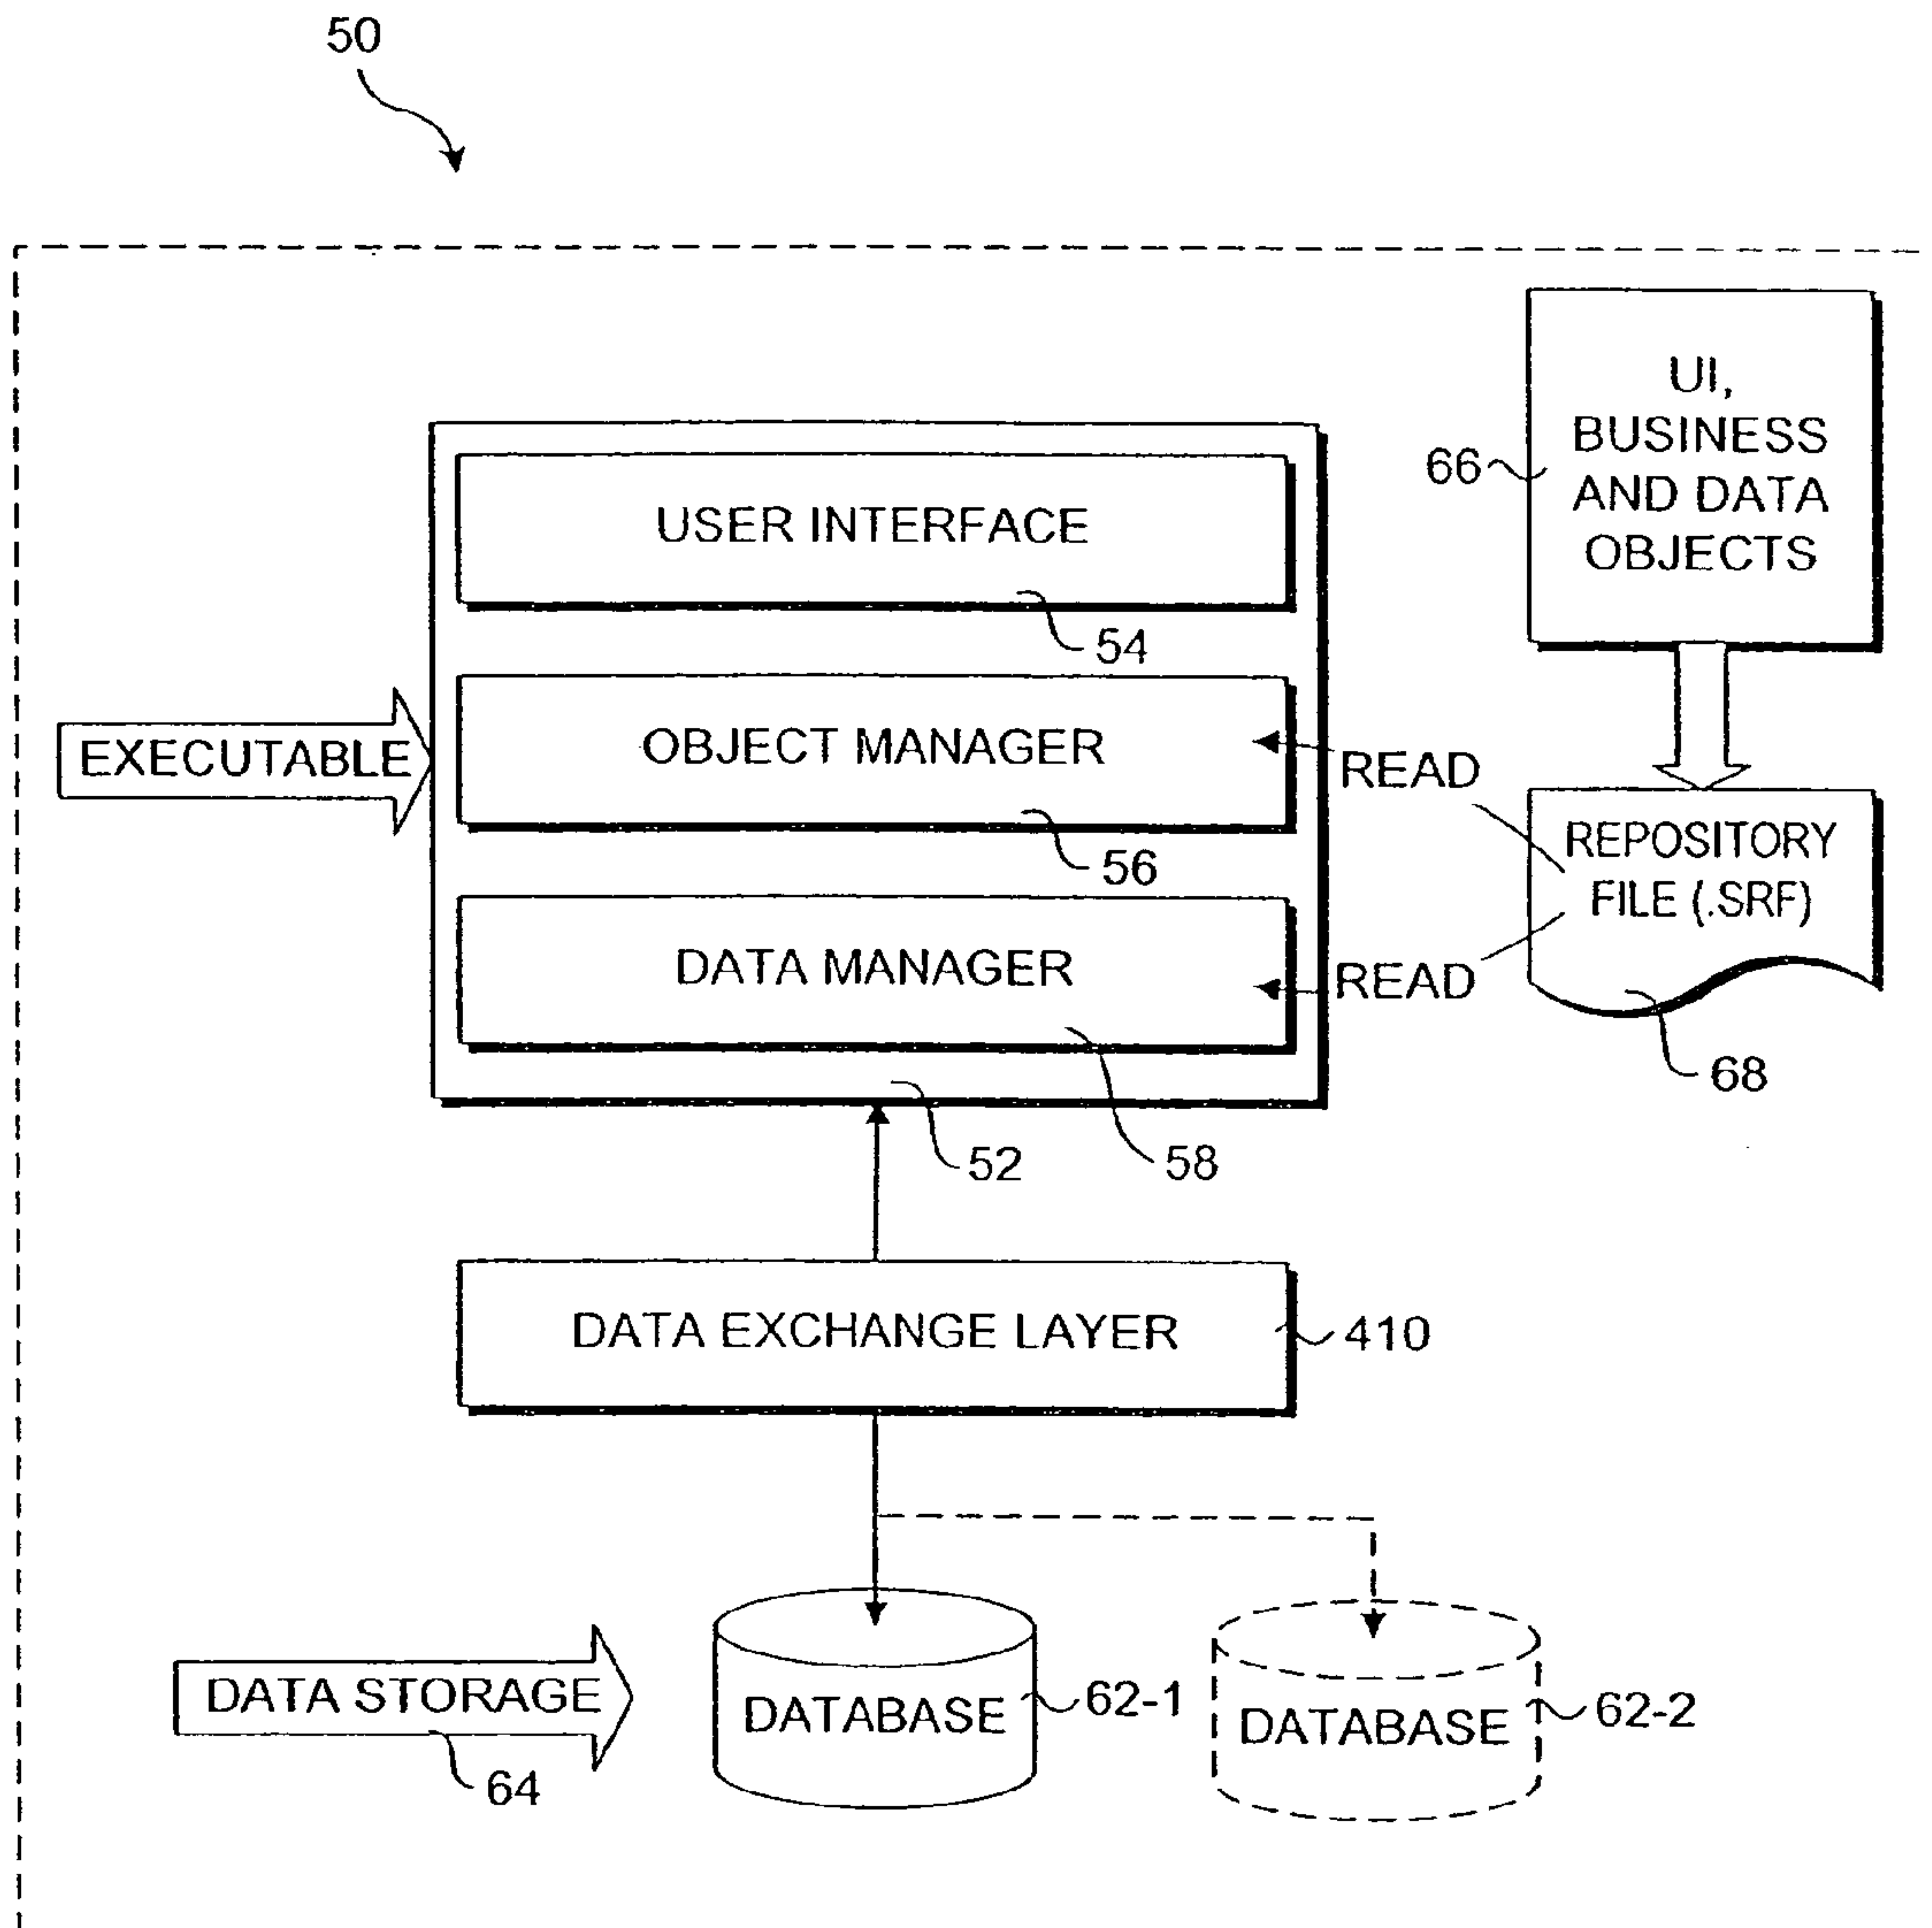 50
UI,
BUSINESS
AND DATA
OBJECTS
66
USER INTERFACE
54
EXECUTABLE
OBJECT MANAGER
READ
56
REPOSITORY
FILE (.SRF)
DATA MANAGER
READ
68
52
58
DATA EXCHANGE LAYER
410
DATA STORAGE
64
DATABASE
62-1
DATABASE
62-2